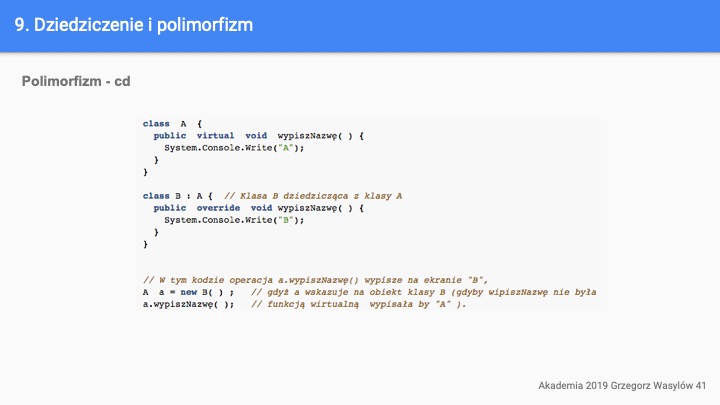 9. Dziedziczenie i polimorfizm
Polimorfizm - cd
class A {
public virtual void wypiszNazwę( ) {
System.Console.Write("A");
}
}
class B : A { // Klasa B dziedzicząca z klasy A
public override void wypiszNazwę( ) {
System.Console.Write("B");
}
}
// W tym kodzie operacja a.wypiszNazwę() wypisze na ekranie "B",
A a = new B( ) ; // gdyż a wskazuje na obiekt klasy B (gdyby wipiszNazwę nie była
a.wypiszNazwę( ); // funkcją wirtualną wypisała by "A" ).
Akademia 2019 Grzegorz Wasylów 41